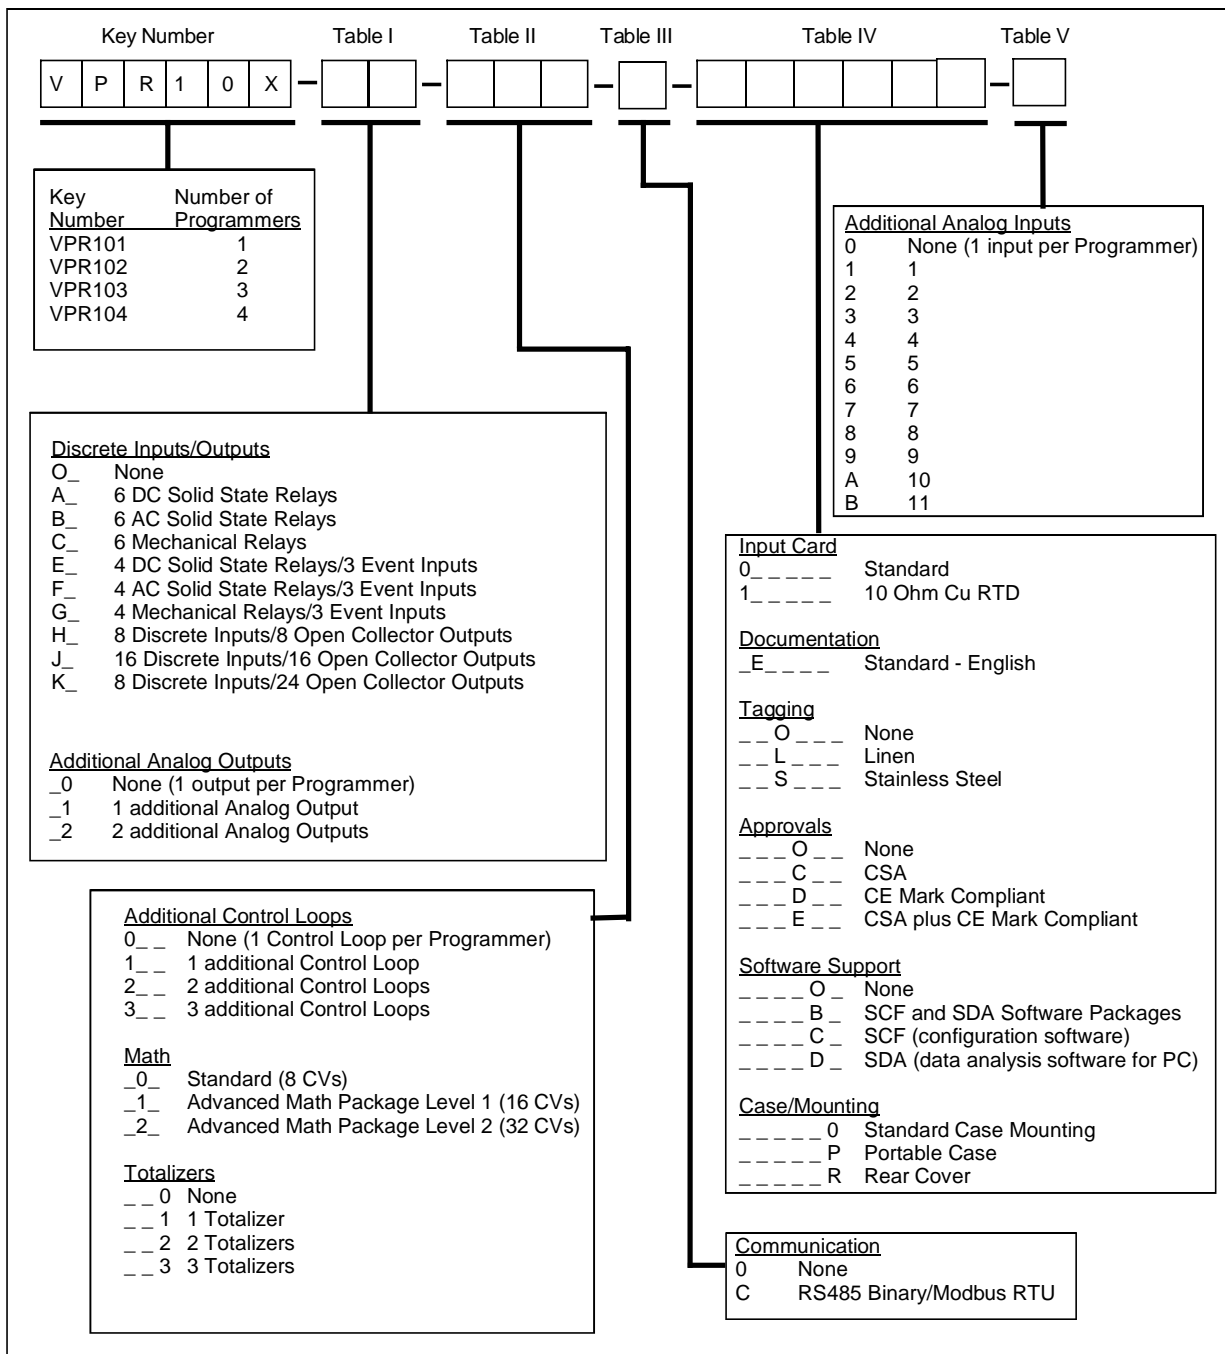 Key Number Table I Table II Table III Table IV Table V
V P R 1 0 X
Key Number of
Number Programmers
VPR101 1
VPR102 2
VPR103 3
VPR104 4
Additional Analog Inputs
0 None (1 input per Programmer)
1 1
2 2
3 3
4 4
5 5
6 6
7 7
8 8
9 9
A 10
B 11
Discrete Inputs/Outputs
O_ None
A_ 6 DC Solid State Relays
B_ 6 AC Solid State Relays
C_ 6 Mechanical Relays
E_ 4 DC Solid State Relays/3 Event Inputs
F_ 4 AC Solid State Relays/3 Event Inputs
G_ 4 Mechanical Relays/3 Event Inputs
H_ 8 Discrete Inputs/8 Open Collector Outputs
J_ 16 Discrete Inputs/16 Open Collector Outputs
K_ 8 Discrete Inputs/24 Open Collector Outputs
Additional Analog Outputs
_0 None (1 output per Programmer)
_1 1 additional Analog Output
_2 2 additional Analog Outputs
Additional Control Loops
0_ _ None (1 Control Loop per Programmer)
1_ _ 1 additional Control Loop
2_ _ 2 additional Control Loops
3_ _ 3 additional Control Loops
Math
_0_ Standard (8 CVs)
_1_ Advanced Math Package Level 1 (16 CVs)
_2_ Advanced Math Package Level 2 (32 CVs)
Totalizers
_ _ 0 None
_ _ 1 1 Totalizer
_ _ 2 2 Totalizers
_ _ 3 3 Totalizers
Input Card
0_ _ _ _ _ Standard
1_ _ _ _ _ 10 Ohm Cu RTD
Documentation
_E_ _ _ _ Standard - English
Tagging
_ _ O _ _ _ None
_ _ L _ _ _ Linen
_ _ S _ _ _ Stainless Steel
Approvals
_ _ _ O _ _ None
_ _ _ C _ _ CSA
_ _ _ D _ _ CE Mark Compliant
_ _ _ E _ _ CSA plus CE Mark Compliant
Software Support
_ _ _ _ O _ None
_ _ _ _ B _ SCF and SDA Software Packages
_ _ _ _ C _ SCF (configuration software)
_ _ _ _ D _ SDA (data analysis software for PC)
Case/Mounting
_ _ _ _ _ 0 Standard Case Mounting
_ _ _ _ _ P Portable Case
_ _ _ _ _ R Rear Cover
Communication
0 None
C RS485 Binary/Modbus RTU